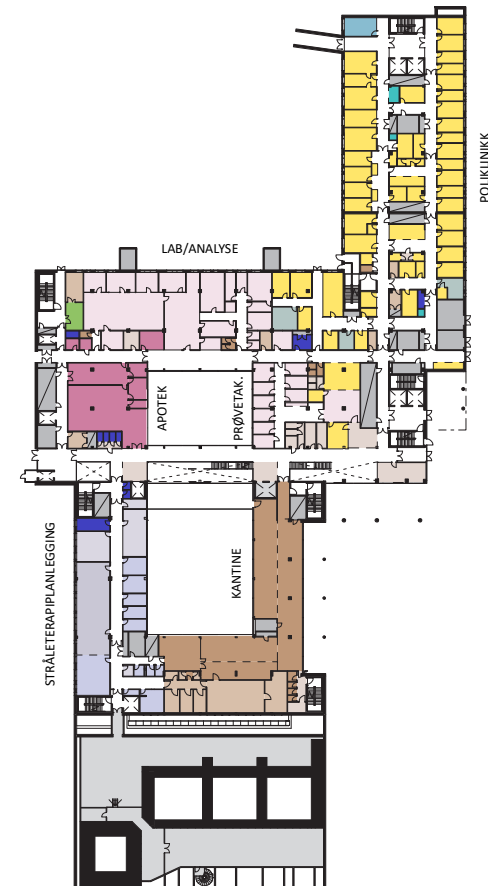 POLIKLINIKK
LAB/ANALYSE
APOTEK
PRØVETAK.
KANTINE
STRÅLETERAPIPLANLEGGING